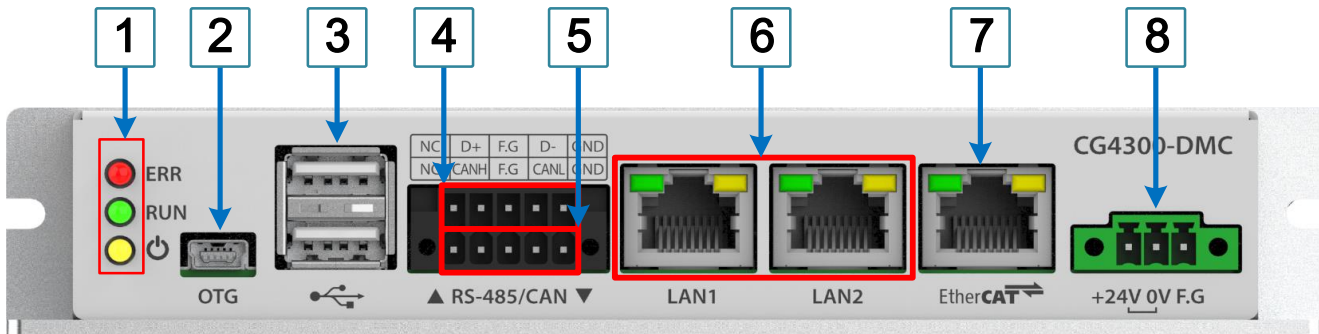 1 2 3 4 5 6 7 8
NC D+ F.G D- GND
NC CANH F.G CANL GND
CG4300-DMC
ERR
RUN
OTG
▲ RS-485/CAN ▼
LAN1
LAN2
EtherCAT
+24V 0V F.G